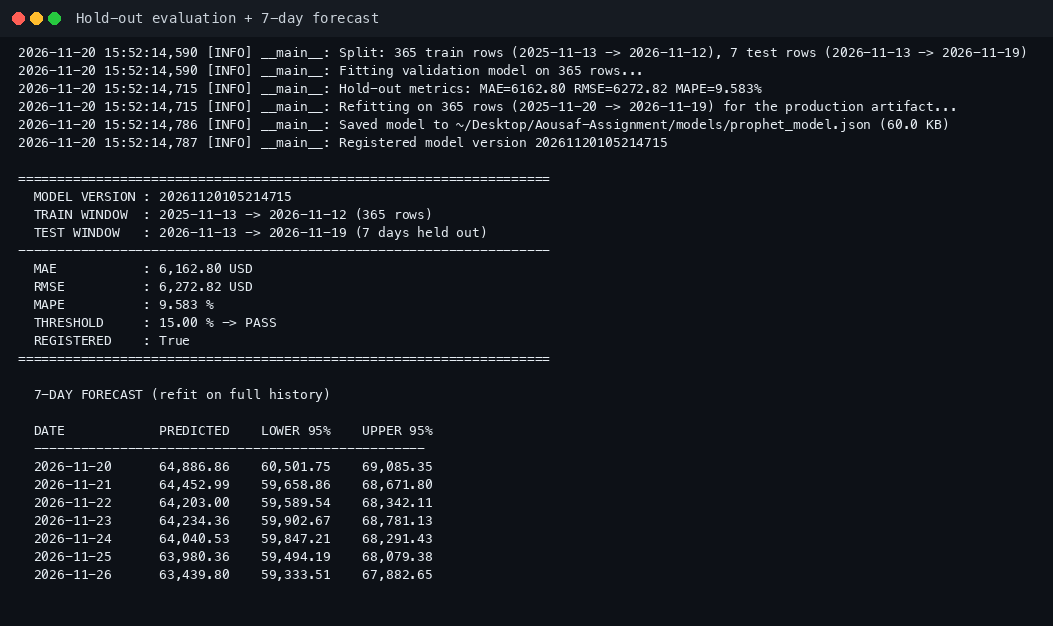 Hold-out evaluation + 7-day forecast
2026-11-20 15:52:14,590 [INFO] __main__: Split: 365 train rows (2025-11-13 -> 2026-11-12), 7 test rows (2026-11-13 -> 2026-11-19)
2026-11-20 15:52:14,590 [INFO] __main__: Fitting validation model on 365 rows...
2026-11-20 15:52:14,715 [INFO] __main__: Hold-out metrics: MAE=6162.80 RMSE=6272.82 MAPE=9.583%
2026-11-20 15:52:14,715 [INFO] __main__: Refitting on 365 rows (2025-11-20 -> 2026-11-19) for the production artifact...
2026-11-20 15:52:14,786 [INFO] __main__: Saved model to ~/Desktop/Aousaf-Assignment/models/prophet_model.json (60.0 KB)
2026-11-20 15:52:14,787 [INFO] __main__: Registered model version 20261120105214715
====================================================================
MODEL VERSION : 20261120105214715
TRAIN WINDOW  : 2025-11-13 -> 2026-11-12 (365 rows)
TEST WINDOW   : 2026-11-13 -> 2026-11-19 (7 days held out)
--------------------------------------------------------------------
MAE           : 6,162.80 USD
RMSE          : 6,272.82 USD
MAPE          : 9.583 %
THRESHOLD     : 15.00 % -> PASS
REGISTERED    : True
====================================================================
7-DAY FORECAST (refit on full history)
DATE            PREDICTED    LOWER 95%    UPPER 95%
--------------------------------------------------
2026-11-20      64,886.86    60,501.75    69,085.35
2026-11-21      64,452.99    59,658.86    68,671.80
2026-11-22      64,203.00    59,589.54    68,342.11
2026-11-23      64,234.36    59,902.67    68,781.13
2026-11-24      64,040.53    59,847.21    68,291.43
2026-11-25      63,980.36    59,494.19    68,079.38
2026-11-26      63,439.80    59,333.51    67,882.65